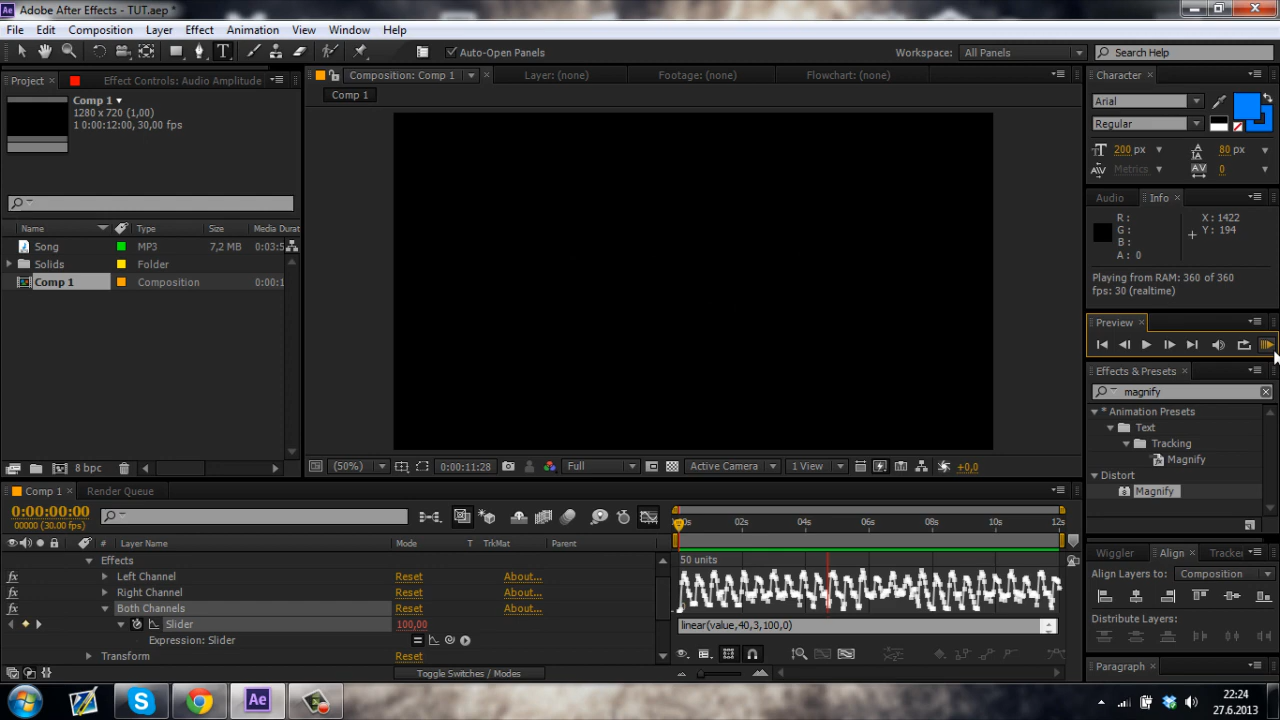 Adobe After Effects - TUT.aep *
File Edit Composition Layer Effect Animation View Window Help
Auto-Open Panels
Workspace: All Panels
Search Help
Project
Effect Controls: Audio Amplitude
Composition: Comp 1
Layer: (none)
Footage: (none)
Flowchart: (none)
Character
Comp 1
1280 x 720 (1,00)
1 0:00:12:00, 30,00 fps
Comp 1
Arial
Regular
200 px
80 px
Metrics
0
Audio Info
R :
G :
B :
A : 0
X : 1422
Y : 194
Playing from RAM: 360 of 360
fps: 30 (realtime)
Preview
Effects & Presets
magnify
* Animation Presets
Text
Tracking
Magnify
Distort
Magnify
Name Type Size Media Durat
Song MP3 7,2 MB 0:03:5
Solids Folder
Comp 1 Composition 0:00:1
8 bpc
(50%)
0:00:11:28
Full
Active Camera
1 View
+0,0
Comp 1
Render Queue
0:00:00:00
00000 (30.00 fps)
02s 04s 06s 08s 10s 12s
Layer Name Mode T TrkMat Parent
Effects
Left Channel Reset About...
Right Channel Reset About...
Both Channels Reset About...
Slider 100,00
Expression: Slider
Transform Reset
50 units
linear(value,40,3,100,0)
Toggle Switches / Modes
Wiggler Align Tracker
Align Layers to: Composition
Distribute Layers:
Paragraph
22:24
27.6.2013